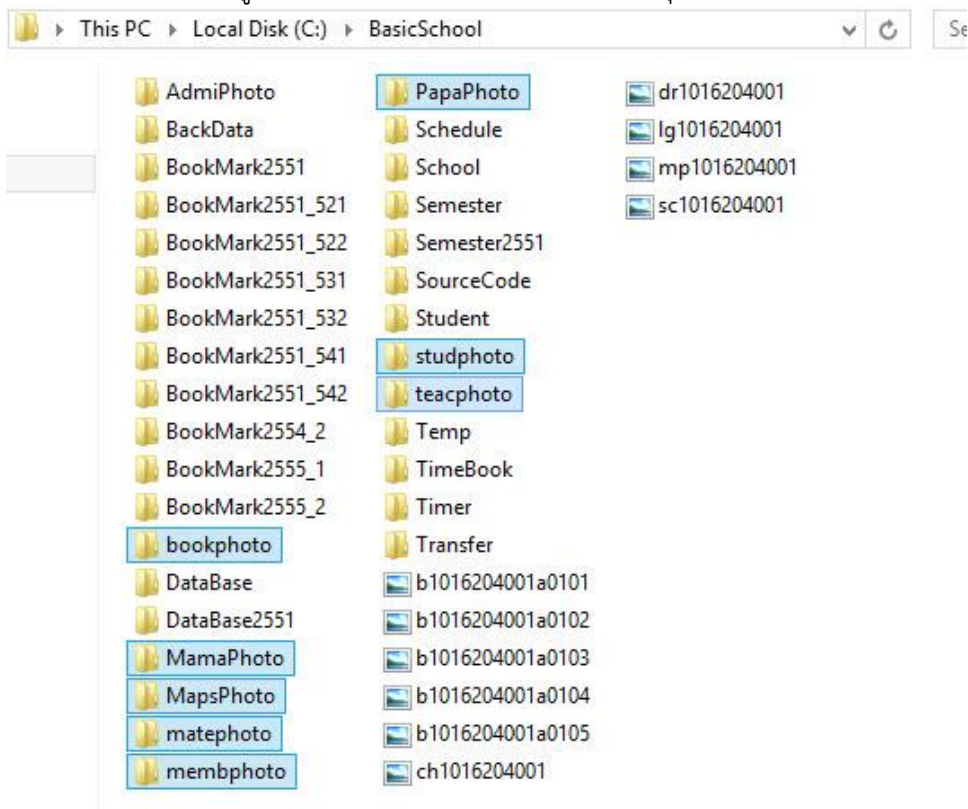 This PC Local Disk (C:) BasicSchool
Se
AdmiPhoto
BackData
BookMark2551
BookMark2551_521
BookMark2551_522
BookMark2551_531
BookMark2551_532
BookMark2551_541
BookMark2551_542
BookMark2554_2
BookMark2555_1
BookMark2555_2
bookphoto
DataBase
DataBase2551
MamaPhoto
MapsPhoto
matephoto
membphoto
PapaPhoto
Schedule
School
Semester
Semester2551
SourceCode
Student
studphoto
teacphoto
Temp
TimeBook
Timer
Transfer
b1016204001a0101
b1016204001a0102
b1016204001a0103
b1016204001a0104
b1016204001a0105
ch1016204001
dr1016204001
lg1016204001
mp1016204001
sc1016204001